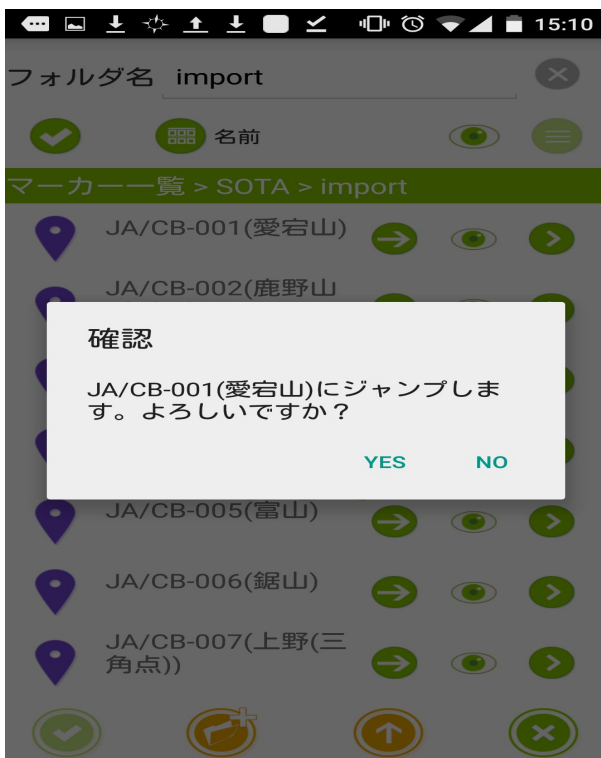 15:10
フォルダ名 import
名前
マーカー一覧 > SOTA > import
JA/CB-001(愛宕山)
JA/CB-002(鹿野山
確認
JA/CB-001(愛宕山)にジャンプしま
す。よろしいですか？
YES NO
JA/CB-005(富山)
JA/CB-006(鋸山)
JA/CB-007(上野(三
角点))